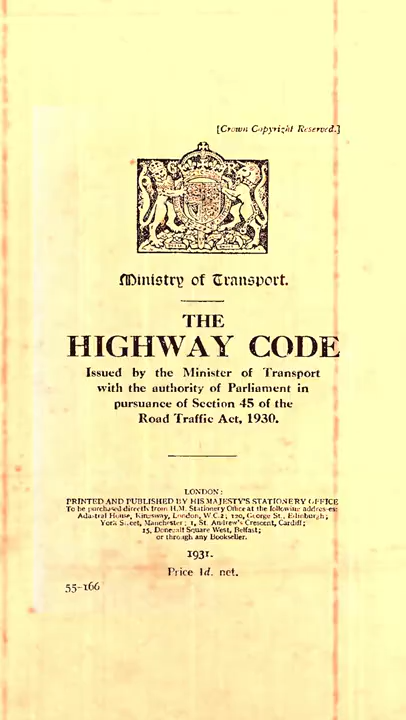 [Crown Copyright Reserved.]
Ministry of Transport.
THE
HIGHWAY CODE
Issued by the Minister of Transport
with the authority of Parliament in
pursuance of Section 45 of the
Road Traffic Act, 1930.
LONDON:
PRINTED AND PUBLISHED BY HIS MAJESTY'S STATIONERY OFFICE
To be purchased directly from H.M. Stationery Office at the following addresses:
Adastral House, Kingsway, London, W.C.2; 120, George St., Edinburgh;
York Street, Manchester; 1, St. Andrew's Crescent, Cardiff;
15, Donegall Square West, Belfast;
or through any Bookseller.
1931.
Price 1d. net.
55-166